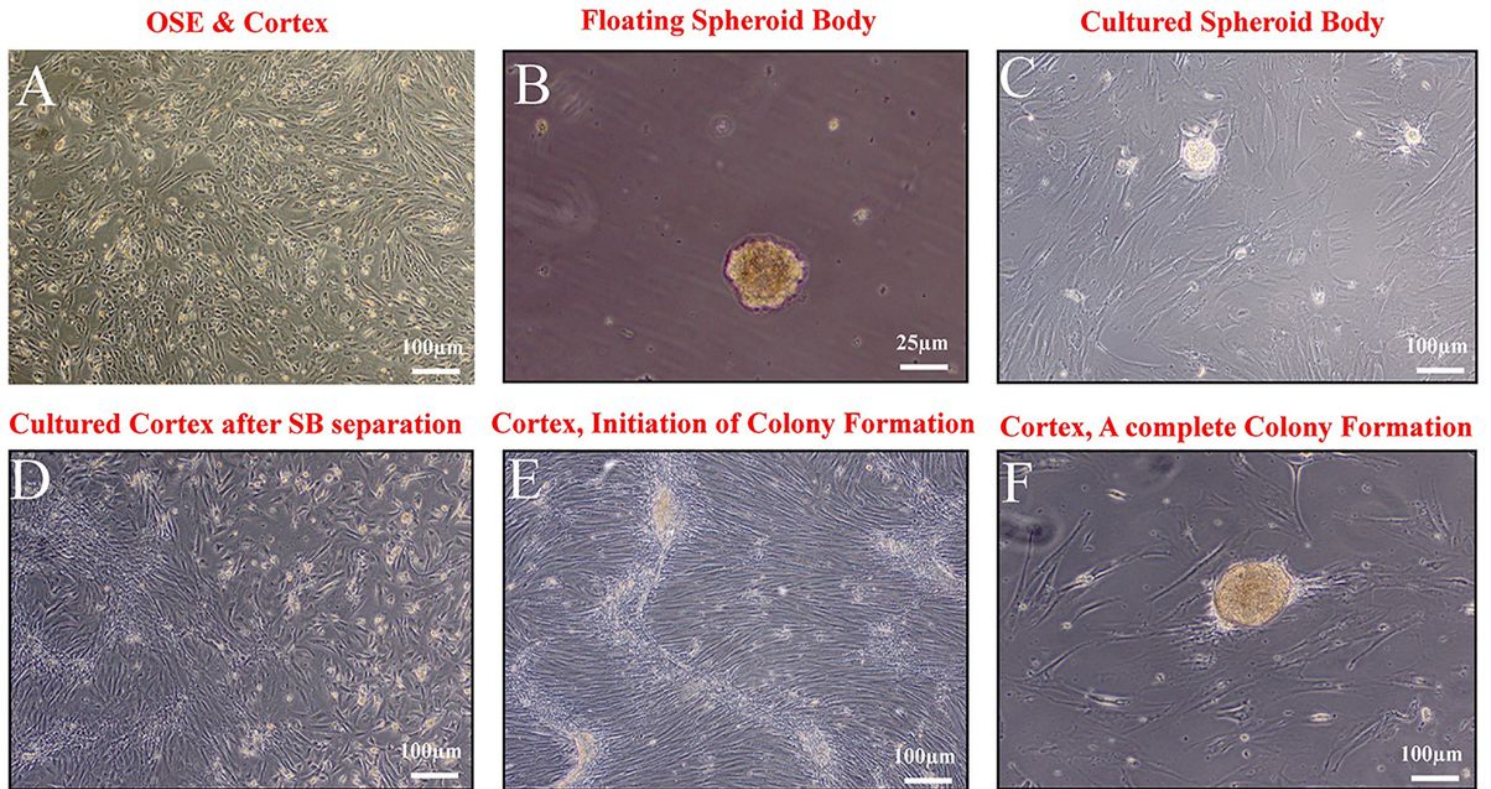 OSE & Cortex
Floating Spheroid Body
Cultured Spheroid Body
A
100µm
B
25µm
C
100µm
Cultured Cortex after SB separation
Cortex, Initiation of Colony Formation
Cortex, A complete Colony Formation
D
100µm
E
100µm
F
100µm